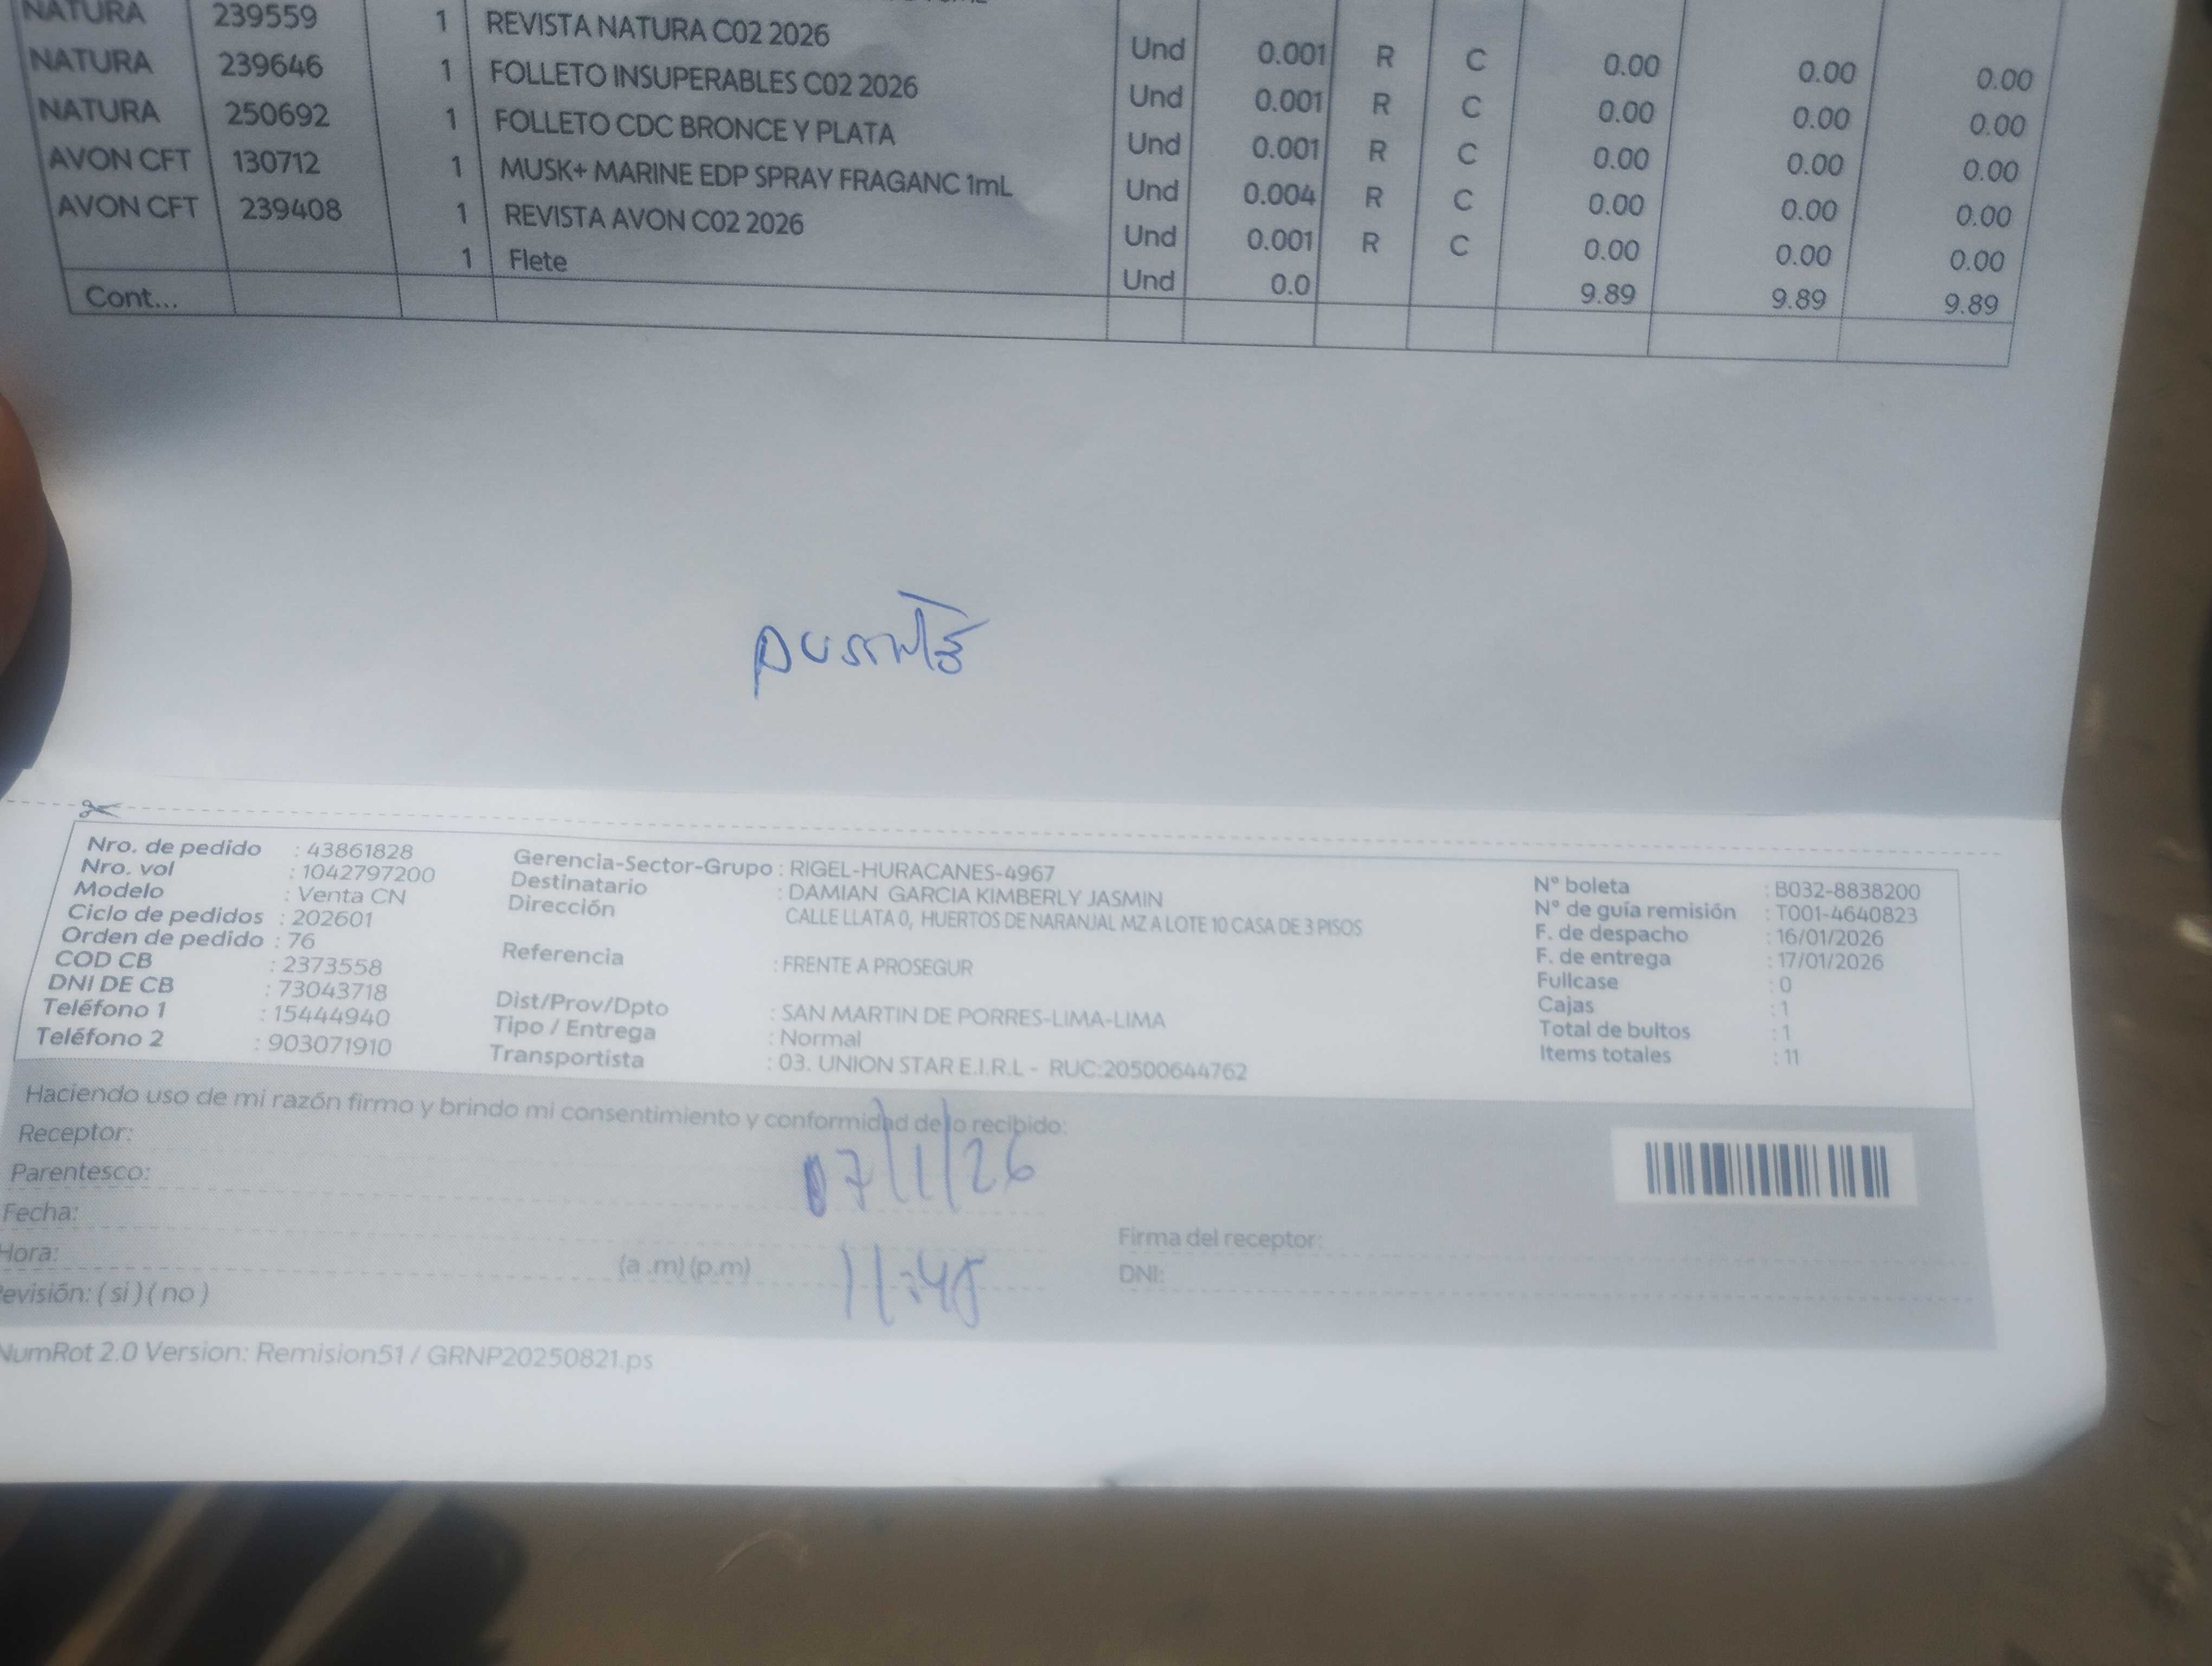 NATURA 239559 1 REVISTA NATURA C02 2026 Und 0.001 R C 0.00 0.00 0.00
NATURA 239646 1 FOLLETO INSUPERABLES C02 2026 Und 0.001 R C 0.00 0.00 0.00
NATURA 250692 1 FOLLETO CDC BRONCE Y PLATA Und 0.001 R C 0.00 0.00 0.00
AVON CFT 130712 1 MUSK+ MARINE EDP SPRAY FRAGANC 1mL Und 0.004 R C 0.00 0.00 0.00
AVON CFT 239408 1 REVISTA AVON C02 2026 Und 0.001 R C 0.00 0.00 0.00
1 Flete Und 0.0 9.89 9.89 9.89
Cont...
Nro. de pedido : 43861828
Nro. vol : 1042797200
Modelo : Venta CN
Ciclo de pedidos : 202601
Orden de pedido : 76
COD CB : 2373558
DNI DE CB : 73043718
Teléfono 1 : 15444940
Teléfono 2 : 903071910
Gerencia-Sector-Grupo : RIGEL-HURACANES-4967
Destinatario : DAMIAN GARCIA KIMBERLY JASMIN
Dirección CALLE LLATA 0, HUERTOS DE NARANJAL MZ A LOTE 10 CASA DE 3 PISOS
Referencia : FRENTE A PROSEGUR
Dist/Prov/Dpto : SAN MARTIN DE PORRES-LIMA-LIMA
Tipo / Entrega : Normal
Transportista : 03. UNION STAR E.I.R.L - RUC:20500644762
N° boleta : B032-8838200
N° de guía remisión : T001-4640823
F. de despacho : 16/01/2026
F. de entrega : 17/01/2026
Fullcase : 0
Cajas : 1
Total de bultos : 1
Items totales : 11
Haciendo uso de mi razón firmo y brindo mi consentimiento y conformidad de lo recibido:
Receptor:
Parentesco:
Fecha: 07/1/26
Hora: (a .m) (p.m) 11:45
evisión: ( si ) ( no )
Firma del receptor:
DNI:
NumRot 2.0 Version: Remision51 / GRNP20250821.ps